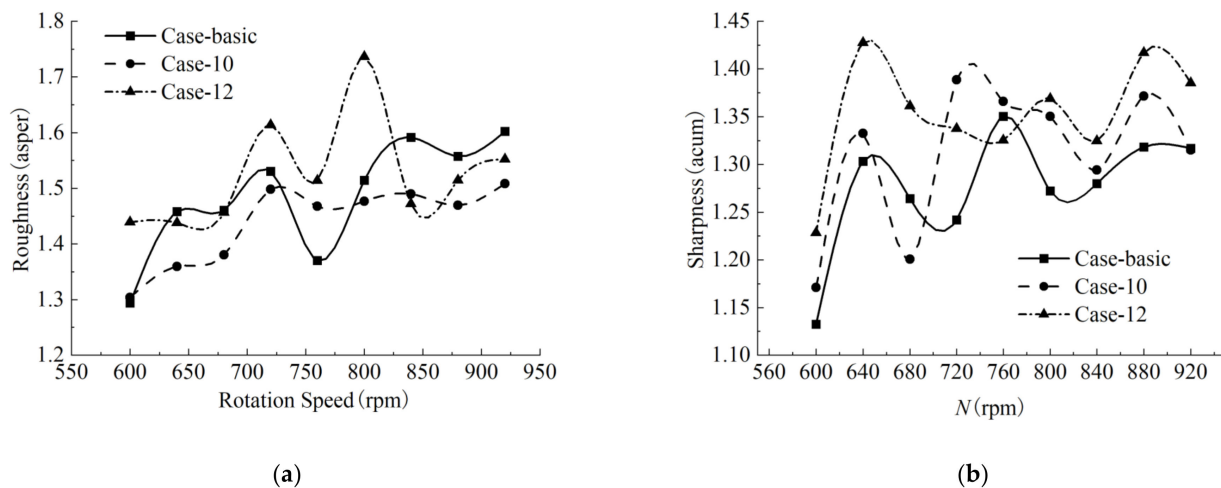 1.8
1.7
1.6
1.5
1.4
1.3
1.2
Roughness (asper)
Case-basic
Case-10
Case-12
550 600 650 700 750 800 850 900 950
Rotation Speed (rpm)
(a)
1.45
1.40
1.35
1.30
1.25
1.20
1.15
1.10
Sharpness (acum)
Case-basic
Case-10
Case-12
560 600 640 680 720 760 800 840 880 920
N (rpm)
(b)